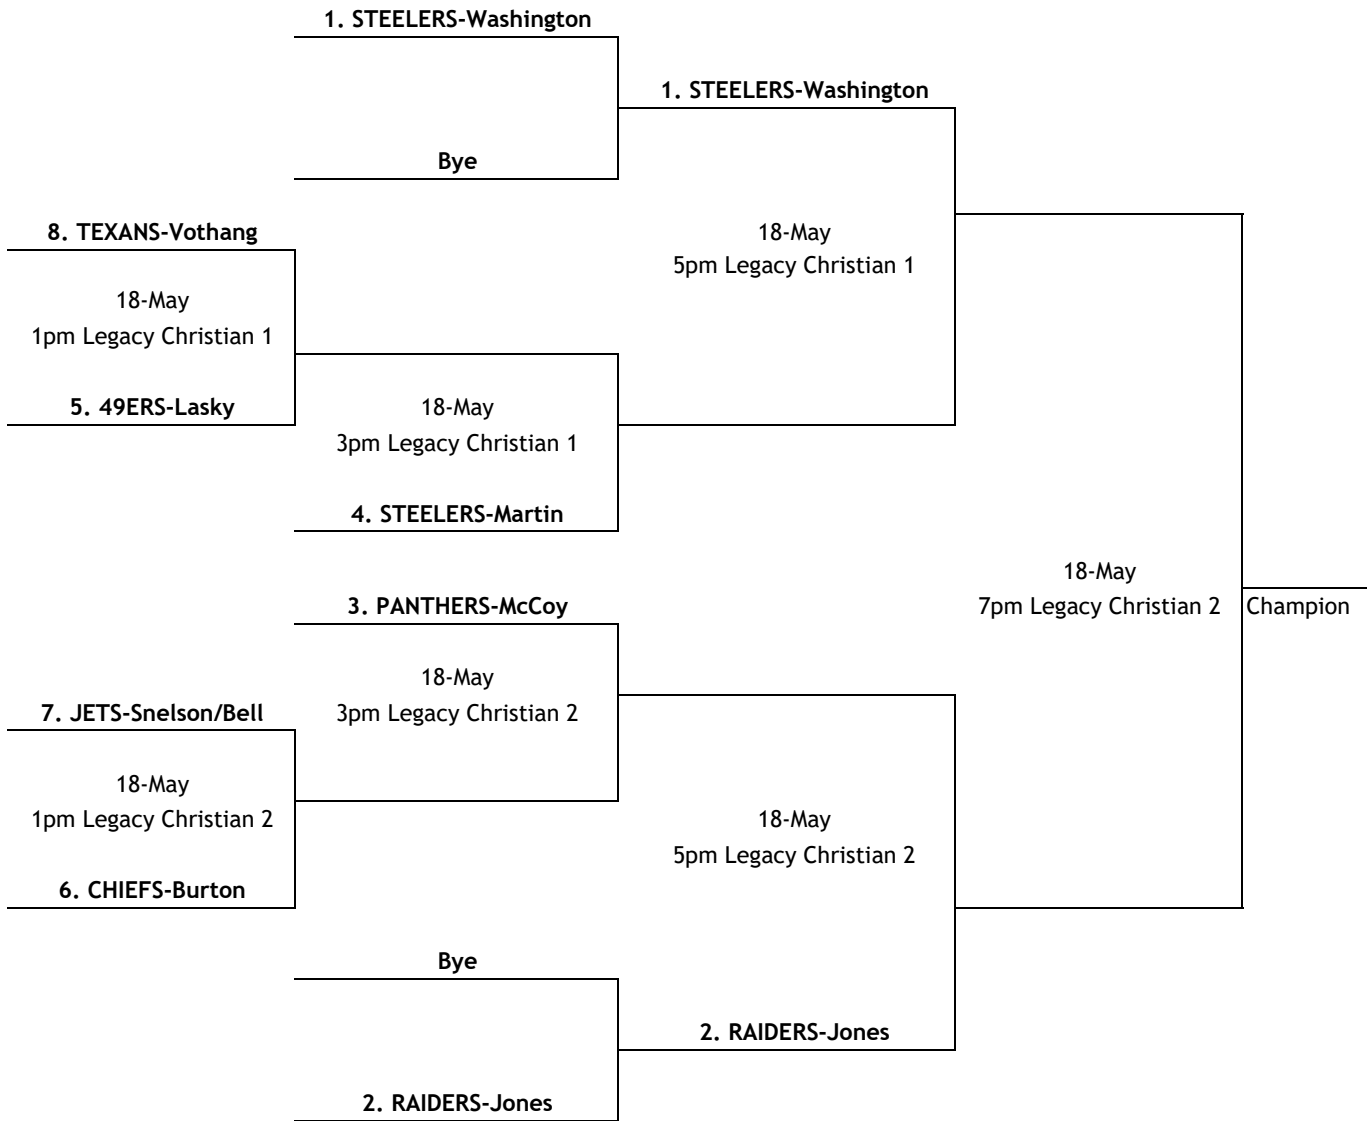 1. STEELERS-Washington
1. STEELERS-Washington
Bye
8. TEXANS-Vothang
18-May
5pm Legacy Christian 1
18-May
1pm Legacy Christian 1
5. 49ERS-Lasky
18-May
3pm Legacy Christian 1
4. STEELERS-Martin
18-May
7pm Legacy Christian 2
Champion
3. PANTHERS-McCoy
18-May
3pm Legacy Christian 2
7. JETS-Snelson/Bell
18-May
1pm Legacy Christian 2
18-May
5pm Legacy Christian 2
6. CHIEFS-Burton
Bye
2. RAIDERS-Jones
2. RAIDERS-Jones